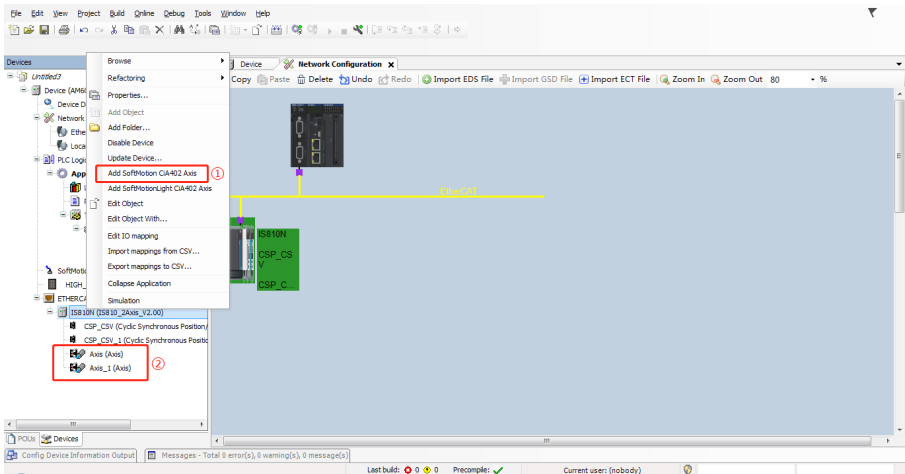 File Edit View Project Build Online Debug Tools Window Help
Devices
Device
Network Configuration x
Copy Paste Delete Undo Redo Import EDS File Import GSD File Import ECT File Zoom In Zoom Out 80 %
Untitled3
Device (AM60
Device D
Network
Ethe
Loca
PLC Logic
App
SoftMotio
HIGH_
ETHERCA
IS810N (IS810_2Axis_V2.00)
CSP_CSV (Cyclic Synchronous Position/
CSP_CSV_1 (Cyclic Synchronous Positic
Axis (Axis)
Axis_1 (Axis)
②
Browse
Refactoring
Properties...
Add Object
Add Folder...
Disable Device
Update Device...
Add SoftMotion CiA402 Axis
①
Add SoftMotionLight CiA402 Axis
Edit Object
Edit Object With...
Edit IO mapping
Import mappings from CSV...
Export mappings to CSV...
Collapse Application
Simulation
EtherCAT
IS810N
CSP_CS
V
CSP_C...
POUs Devices
Config Device Information Output Messages - Total 0 error(s), 0 warning(s), 0 message(s)
Last build: 0 0 Precompile: Current user: (nobody)